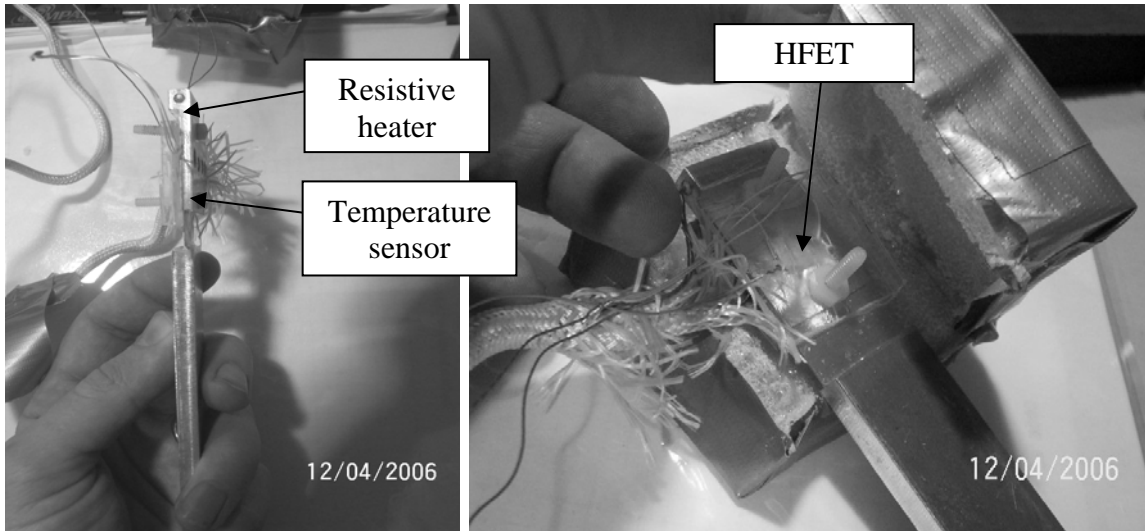 Resistive
heater
Temperature
sensor
12/04/2006
HFET
12/04/2006